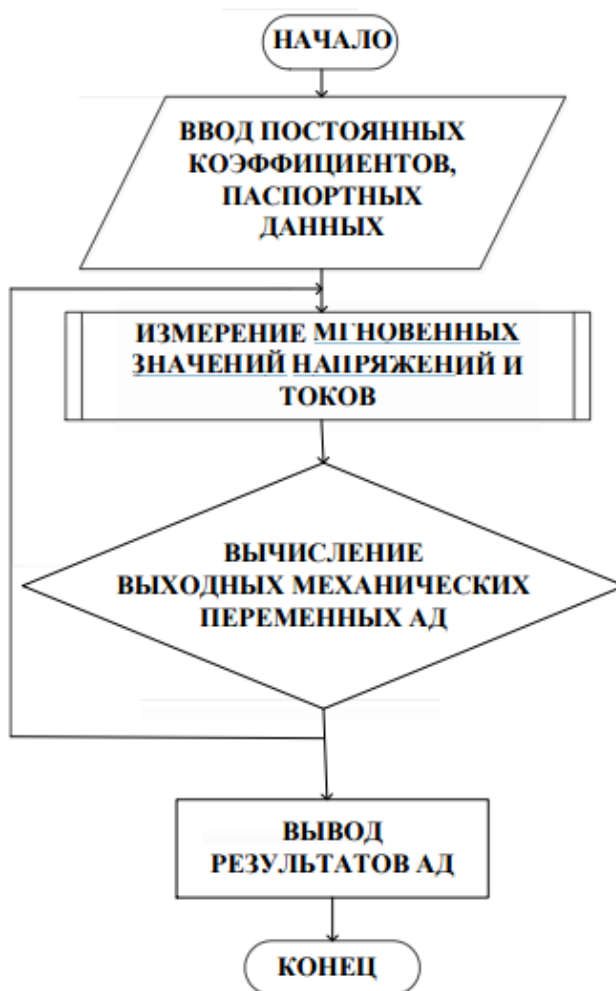 НАЧАЛО
ВВОД ПОСТОЯННЫХ
КОЭФФИЦИЕНТОВ,
ПАСПОРТНЫХ
ДАННЫХ
ИЗМЕРЕНИЕ МГНОВЕННЫХ
ЗНАЧЕНИЙ НАПРЯЖЕНИЙ И
ТОКОВ
ВЫЧИСЛЕНИЕ
ВЫХОДНЫХ МЕХАНИЧЕСКИХ
ПЕРЕМЕННЫХ АД
ВЫВОД
РЕЗУЛЬТАТОВ АД
КОНЕЦ